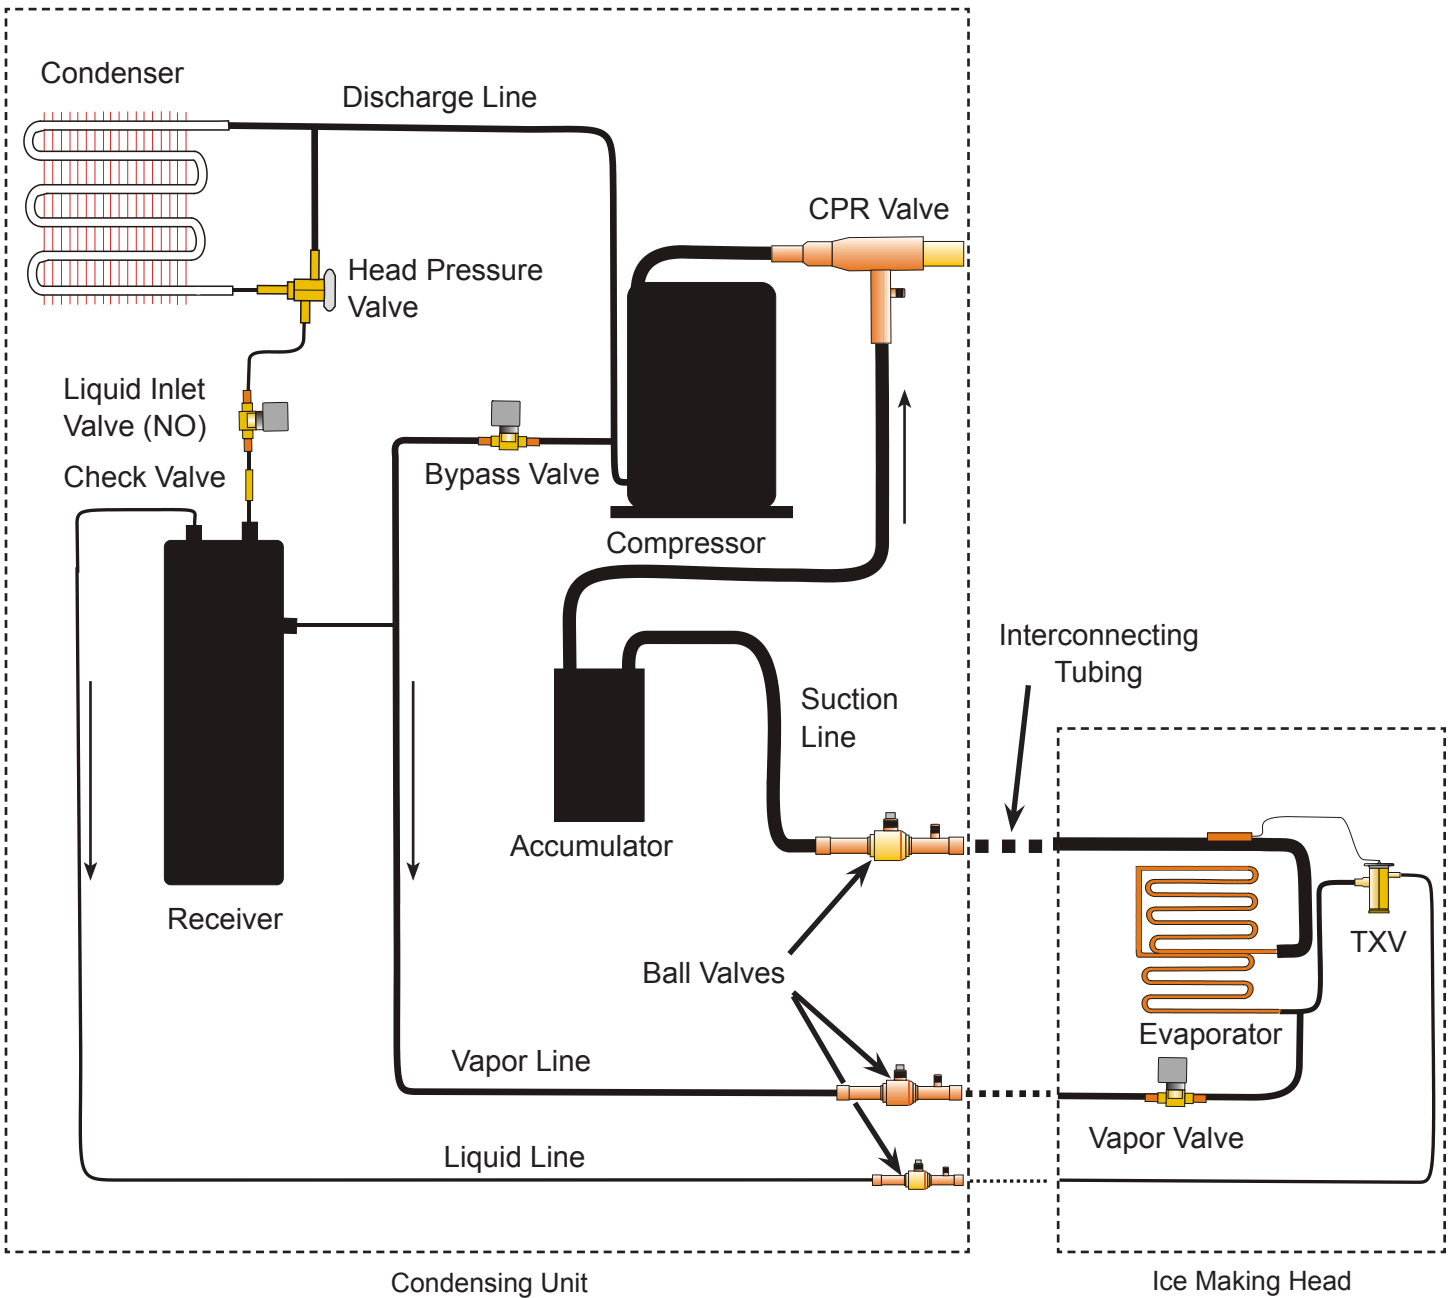 Condenser
Discharge Line
CPR Valve
Head Pressure
Valve
Liquid Inlet
Valve (NO)
Check Valve
Bypass Valve
Compressor
Interconnecting
Tubing
Suction
Line
Accumulator
Receiver
TXV
Ball Valves
Evaporator
Vapor Line
Vapor Valve
Liquid Line
Condensing Unit
Ice Making Head